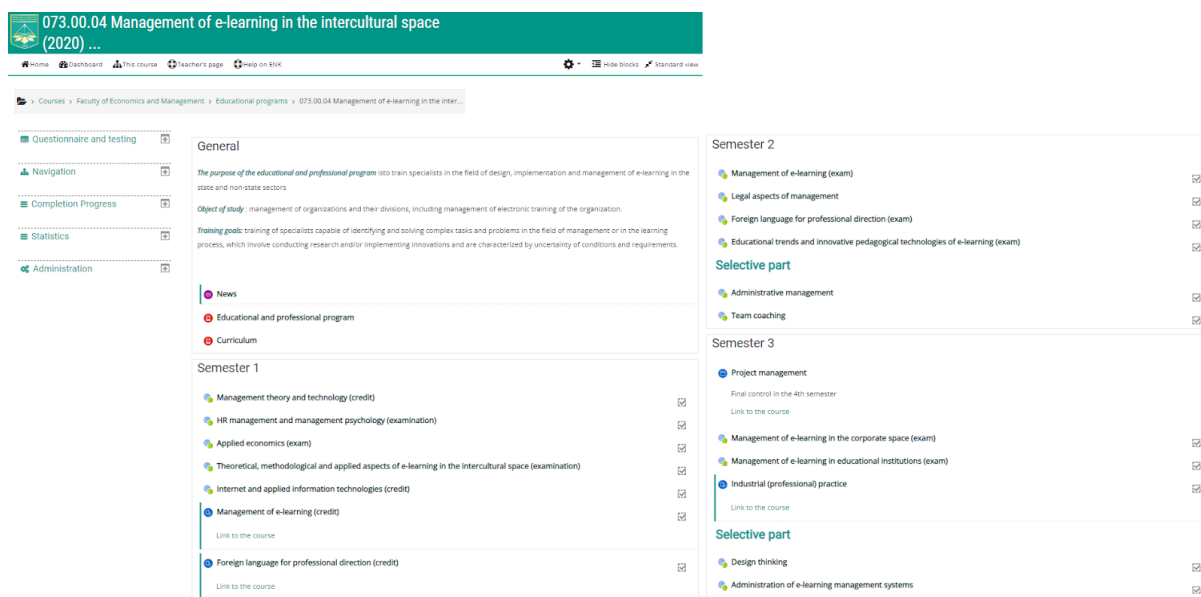 073.00.04 Management of e-learning in the intercultural space
(2020) ...
Home Dashboard This course Teacher's page Help on ENK Hide blocks Standard view
> Courses > Faculty of Economics and Management > Educational programs > 073.00.04 Management of e-learning in the inter...
Questionnaire and testing
Navigation
Completion Progress
Statistics
Administration
General
The purpose of the educational and professional program isto train specialists in the field of design, implementation and management of e-learning in the
state and non-state sectors
Object of study : management of organizations and their divisions, including management of electronic training of the organization.
Training goals: training of specialists capable of identifying and solving complex tasks and problems in the field of management or in the learning
process, which involve conducting research and/or implementing innovations and are characterized by uncertainty of conditions and requirements.
News
Educational and professional program
Curriculum
Semester 1
Management theory and technology (credit)
HR management and management psychology (examination)
Applied economics (exam)
Theoretical, methodological and applied aspects of e-learning in the intercultural space (examination)
Internet and applied information technologies (credit)
Management of e-learning (credit)
Link to the course
Foreign language for professional direction (credit)
Link to the course
Semester 2
Management of e-learning (exam)
Legal aspects of management
Foreign language for professional direction (exam)
Educational trends and innovative pedagogical technologies of e-learning (exam)
Selective part
Administrative management
Team coaching
Semester 3
Project management
Final control in the 4th semester
Link to the course
Management of e-learning in the corporate space (exam)
Management of e-learning in educational institutions (exam)
Industrial (professional) practice
Link to the course
Selective part
Design thinking
Administration of e-learning management systems